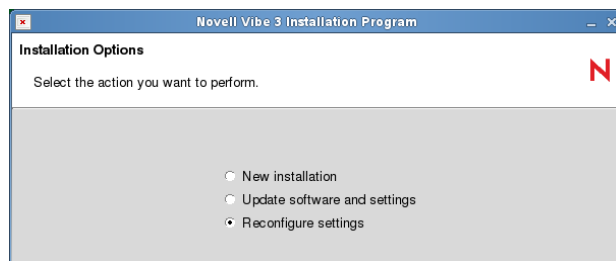 Novell Vibe 3 Installation Program
Installation Options
Select the action you want to perform.
N
New installation
Update software and settings
Reconfigure settings